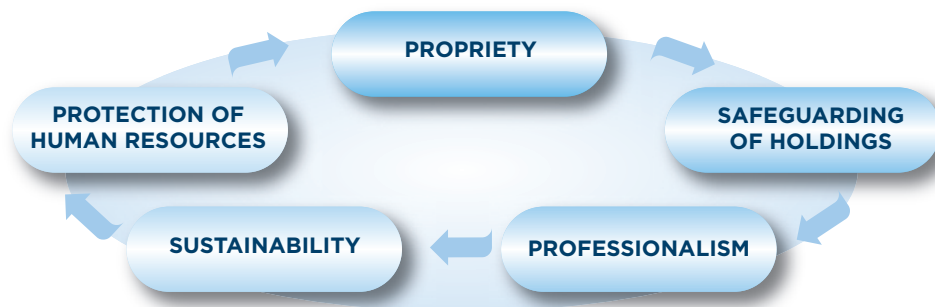 PROPRIETY
PROTECTION OF
HUMAN RESOURCES
SAFEGUARDING
OF HOLDINGS
SUSTAINABILITY
PROFESSIONALISM